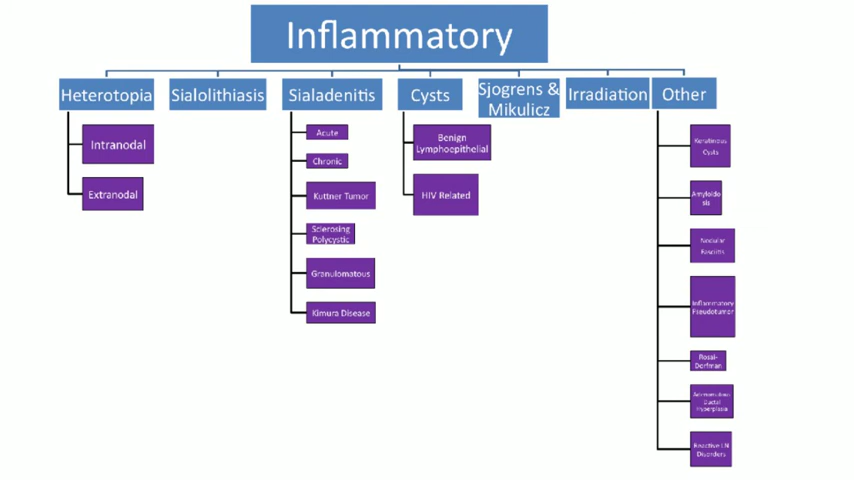 Inflammatory
Heterotopia
Sialolithiasis
Sialadenitis
Cysts
Sjogrens &
Mikulicz
Irradiation
Other
Intranodal
Extranodal
Acute
Chronic
Kuttner Tumor
Sclerosing
Polycystic
Granulomatous
Kimura Disease
Benign
Lymphoepithelial
HIV Related
Keratinous
Cysts
Amyloido
sis
Nodular
Fasciitis
Inflammatory
Pseudotumor
Rosai-
Dorfman
Adenomatous
Ductal
Hyperplasia
Reactive LN
Disorders